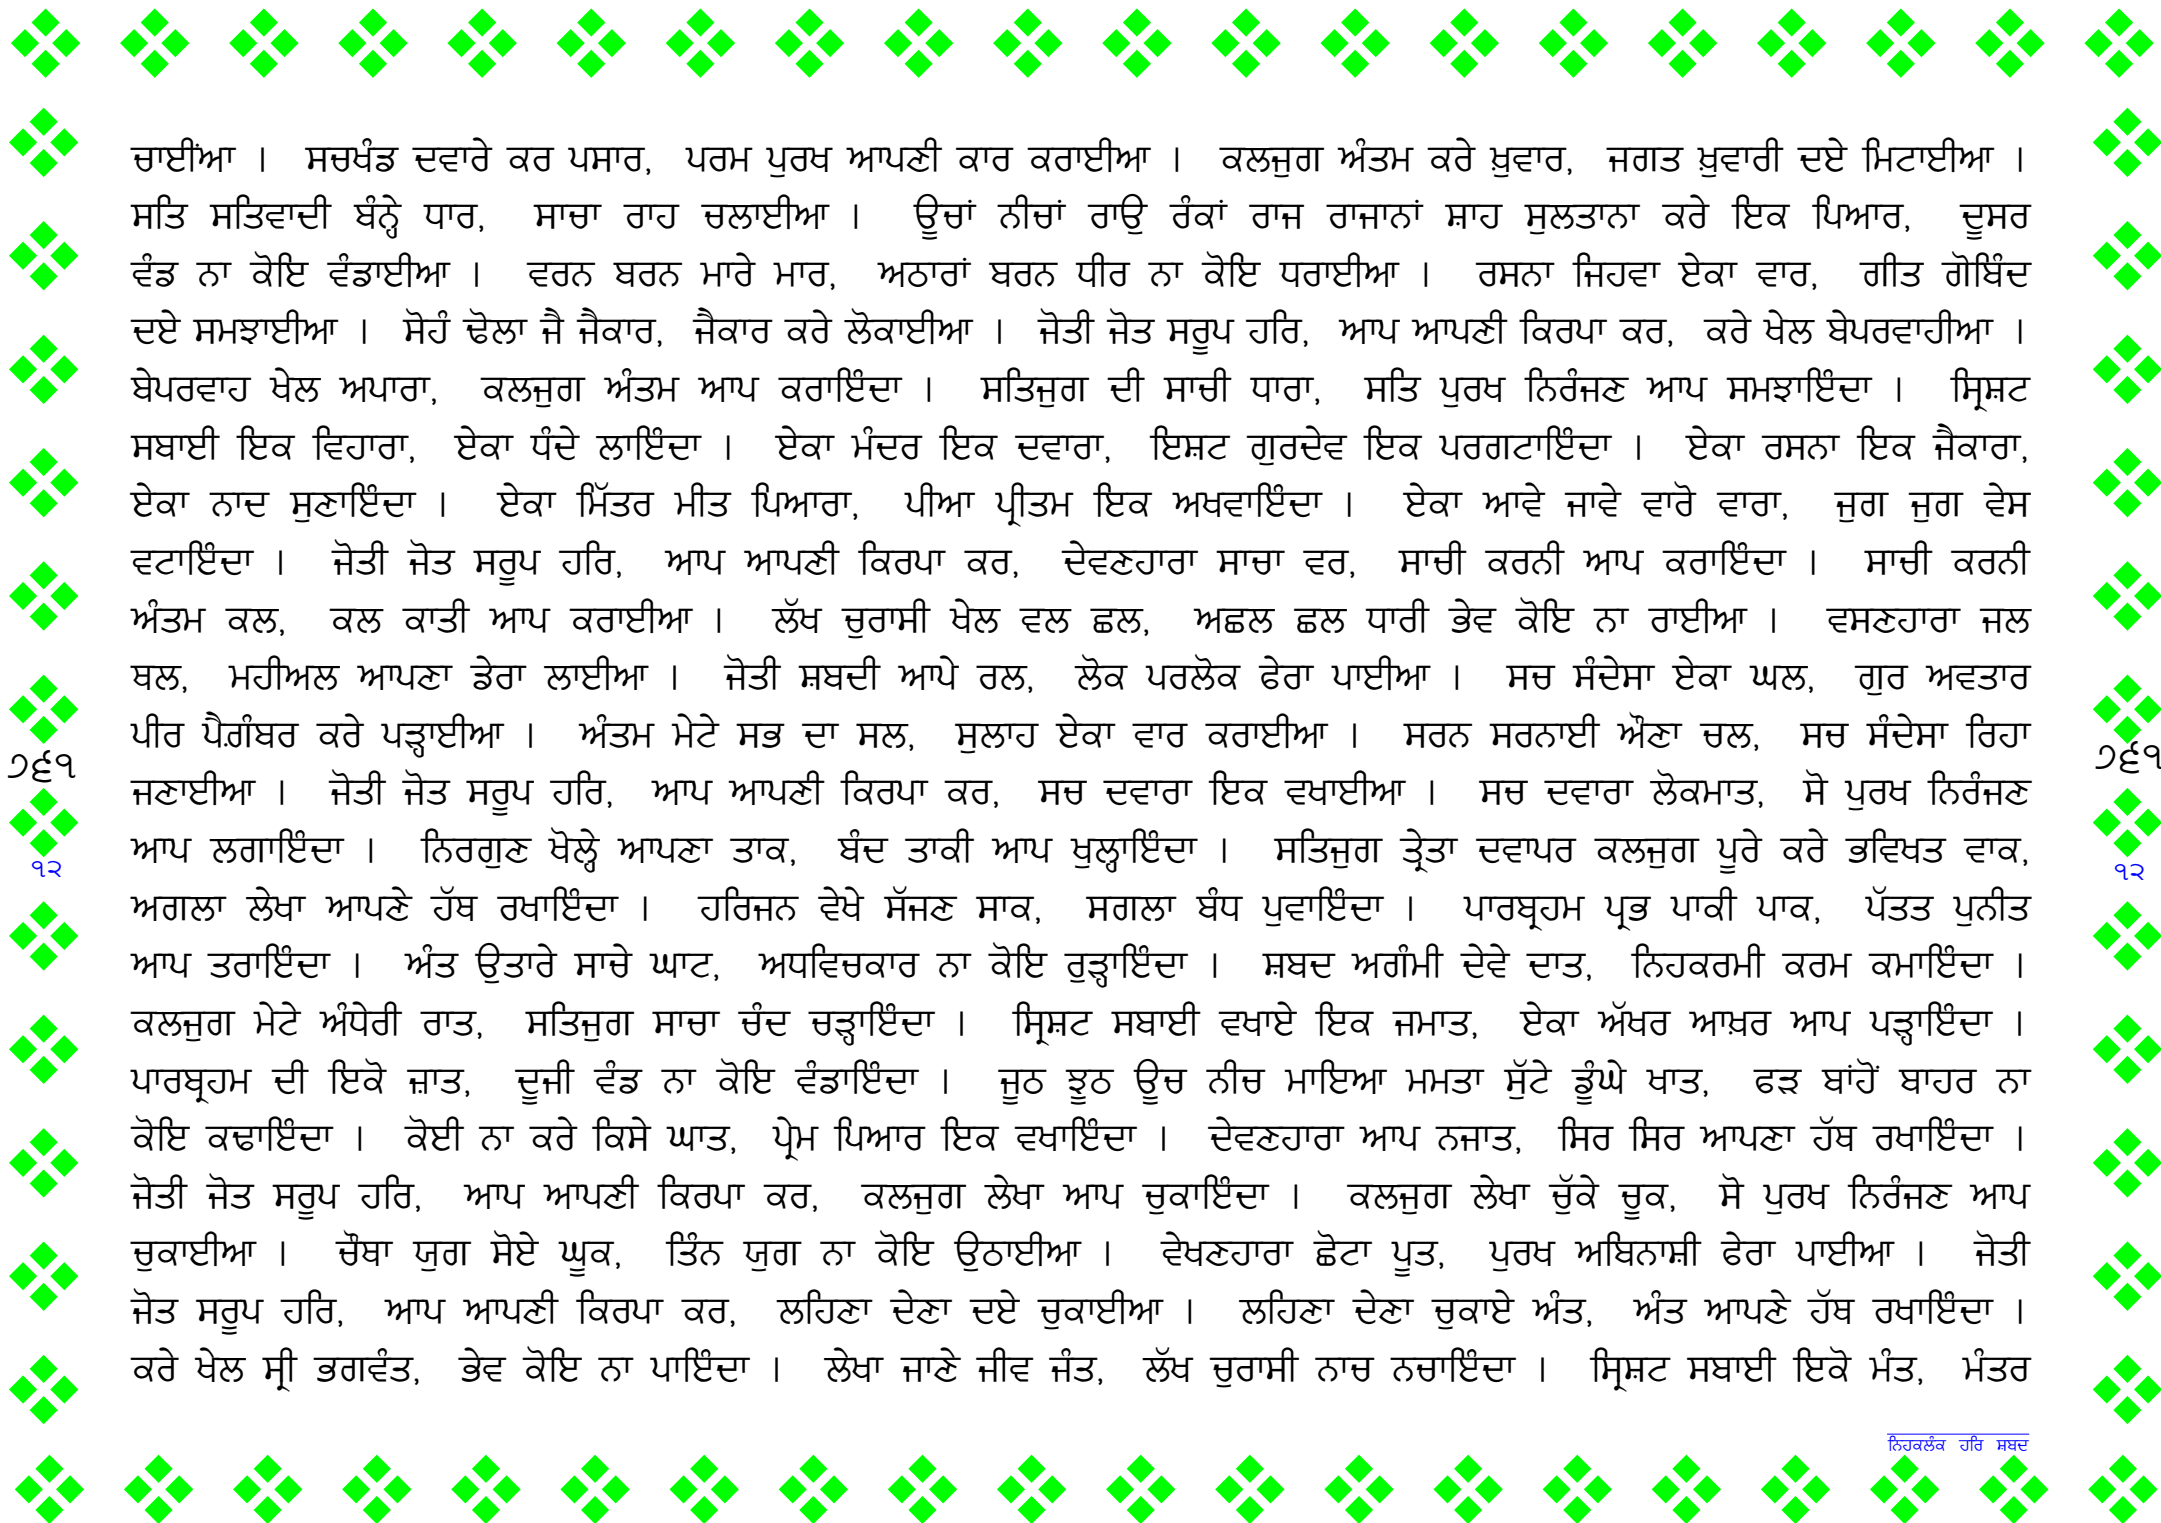 ਚਾਈਂਆ । ਸਚਖੰਡ ਦਵਾਰੇ ਕਰ ਪਸਾਰ, ਪਰਮ ਪੁਰਖ ਆਪਣੀ ਕਾਰ ਕਰਾਈਆ । ਕਲਜੁਗ ਅੰਤਮ ਕਰੇ ਖ਼ੁਵਾਰ, ਜਗਤ ਖ਼ੁਵਾਰੀ ਦਏ ਮਿਟਾਈਆ ।
ਸਤਿ ਸਤਿਵਾਦੀ ਬੰਨ੍ਹੇ ਧਾਰ, ਸਾਚਾ ਰਾਹ ਚਲਾਈਆ । ਊਚਾਂ ਨੀਚਾਂ ਰਾਉ ਰੰਕਾਂ ਰਾਜ ਰਾਜਾਨਾਂ ਸ਼ਾਹ ਸੁਲਤਾਨਾ ਕਰੇ ਇਕ ਪਿਆਰ, ਦੂਸਰ
ਵੰਡ ਨਾ ਕੋਇ ਵੰਡਾਈਆ । ਵਰਨ ਬਰਨ ਮਾਰੇ ਮਾਰ, ਅਠਾਰਾਂ ਬਰਨ ਧੀਰ ਨਾ ਕੋਇ ਧਰਾਈਆ । ਰਸਨਾ ਜਿਹਵਾ ਏਕਾ ਵਾਰ, ਗੀਤ ਗੋਬਿੰਦ
ਦਏ ਸਮਝਾਈਆ । ਸੋਹੰ ਢੋਲਾ ਜੈ ਜੈਕਾਰ, ਜੈਕਾਰ ਕਰੇ ਲੋਕਾਈਆ । ਜੋਤੀ ਜੋਤ ਸਰੂਪ ਹਰਿ, ਆਪ ਆਪਣੀ ਕਿਰਪਾ ਕਰ, ਕਰੇ ਖੇਲ ਬੇਪਰਵਾਹੀਆ ।
ਬੇਪਰਵਾਹ ਖੇਲ ਅਪਾਰਾ, ਕਲਜੁਗ ਅੰਤਮ ਆਪ ਕਰਾਇੰਦਾ । ਸਤਿਜੁਗ ਦੀ ਸਾਚੀ ਧਾਰਾ, ਸਤਿ ਪੁਰਖ ਨਿਰੰਜਣ ਆਪ ਸਮਝਾਇੰਦਾ । ਸ੍ਰਿਸ਼ਟ
ਸਬਾਈ ਇਕ ਵਿਹਾਰਾ, ਏਕਾ ਧੰਦੇ ਲਾਇੰਦਾ । ਏਕਾ ਮੰਦਰ ਇਕ ਦਵਾਰਾ, ਇਸ਼ਟ ਗੁਰਦੇਵ ਇਕ ਪਰਗਟਾਇੰਦਾ । ਏਕਾ ਰਸਨਾ ਇਕ ਜੈਕਾਰਾ,
ਏਕਾ ਨਾਦ ਸੁਣਾਇੰਦਾ । ਏਕਾ ਮਿੱਤਰ ਮੀਤ ਪਿਆਰਾ, ਪੀਆ ਪ੍ਰੀਤਮ ਇਕ ਅਖਵਾਇੰਦਾ । ਏਕਾ ਆਵੇ ਜਾਵੇ ਵਾਰੋ ਵਾਰਾ, ਜੁਗ ਜੁਗ ਵੇਸ
ਵਟਾਇੰਦਾ । ਜੋਤੀ ਜੋਤ ਸਰੂਪ ਹਰਿ, ਆਪ ਆਪਣੀ ਕਿਰਪਾ ਕਰ, ਦੇਵਣਹਾਰਾ ਸਾਚਾ ਵਰ, ਸਾਚੀ ਕਰਨੀ ਆਪ ਕਰਾਇੰਦਾ । ਸਾਚੀ ਕਰਨੀ
ਅੰਤਮ ਕਲ, ਕਲ ਕਾਤੀ ਆਪ ਕਰਾਈਆ । ਲੱਖ ਚੁਰਾਸੀ ਖੇਲ ਵਲ ਛਲ, ਅਛਲ ਛਲ ਧਾਰੀ ਭੇਵ ਕੋਇ ਨਾ ਰਾਈਆ । ਵਸਣਹਾਰਾ ਜਲ
ਥਲ, ਮਹੀਅਲ ਆਪਣਾ ਡੇਰਾ ਲਾਈਆ । ਜੋਤੀ ਸ਼ਬਦੀ ਆਪੇ ਰਲ, ਲੋਕ ਪਰਲੋਕ ਫੇਰਾ ਪਾਈਆ । ਸਚ ਸੰਦੇਸਾ ਏਕਾ ਘਲ, ਗੁਰ ਅਵਤਾਰ
ਪੀਰ ਪੈਗ਼ੰਬਰ ਕਰੇ ਪੜ੍ਹਾਈਆ । ਅੰਤਮ ਮੇਟੇ ਸਭ ਦਾ ਸਲ, ਸੁਲਾਹ ਏਕਾ ਵਾਰ ਕਰਾਈਆ । ਸਰਨ ਸਰਨਾਈ ਔਣਾ ਚਲ, ਸਚ ਸੰਦੇਸਾ ਰਿਹਾ
੭੬੧ ੭੬੧
ਜਣਾਈਆ । ਜੋਤੀ ਜੋਤ ਸਰੂਪ ਹਰਿ, ਆਪ ਆਪਣੀ ਕਿਰਪਾ ਕਰ, ਸਚ ਦਵਾਰਾ ਇਕ ਵਖਾਈਆ । ਸਚ ਦਵਾਰਾ ਲੋਕਮਾਤ, ਸੋ ਪੁਰਖ ਨਿਰੰਜਣ
ਆਪ ਲਗਾਇੰਦਾ । ਨਿਰਗੁਣ ਖੋਲ੍ਹੇ ਆਪਣਾ ਤਾਕ, ਬੰਦ ਤਾਕੀ ਆਪ ਖੁਲ੍ਹਾਇੰਦਾ । ਸਤਿਜੁਗ ਤ੍ਰੇਤਾ ਦਵਾਪਰ ਕਲਜੁਗ ਪੂਰੇ ਕਰੇ ਭਵਿਖਤ ਵਾਕ,
੧੨ ੧੨
ਅਗਲਾ ਲੇਖਾ ਆਪਣੇ ਹੱਥ ਰਖਾਇੰਦਾ । ਹਰਿਜਨ ਵੇਖੇ ਸੱਜਣ ਸਾਕ, ਸਗਲਾ ਬੰਧ ਪੁਵਾਇੰਦਾ । ਪਾਰਬ੍ਰਹਮ ਪ੍ਰਭ ਪਾਕੀ ਪਾਕ, ਪੱਤਤ ਪੁਨੀਤ
ਆਪ ਤਰਾਇੰਦਾ । ਅੰਤ ਉਤਾਰੇ ਸਾਚੇ ਘਾਟ, ਅਧਵਿਚਕਾਰ ਨਾ ਕੋਇ ਰੁੜ੍ਹਾਇੰਦਾ । ਸ਼ਬਦ ਅਗੰਮੀ ਦੇਵੇ ਦਾਤ, ਨਿਹਕਰਮੀ ਕਰਮ ਕਮਾਇੰਦਾ ।
ਕਲਜੁਗ ਮੇਟੇ ਅੰਧੇਰੀ ਰਾਤ, ਸਤਿਜੁਗ ਸਾਚਾ ਚੰਦ ਚੜ੍ਹਾਇੰਦਾ । ਸ੍ਰਿਸ਼ਟ ਸਬਾਈ ਵਖਾਏ ਇਕ ਜਮਾਤ, ਏਕਾ ਅੱਖਰ ਆਖ਼ਰ ਆਪ ਪੜ੍ਹਾਇੰਦਾ ।
ਪਾਰਬ੍ਰਹਮ ਦੀ ਇਕੋ ਜ਼ਾਤ, ਦੂਜੀ ਵੰਡ ਨਾ ਕੋਇ ਵੰਡਾਇੰਦਾ । ਜੂਠ ਝੂਠ ਊਚ ਨੀਚ ਮਾਇਆ ਮਮਤਾ ਸੁੱਟੇ ਡੂੰਘੇ ਖਾਤ, ਫੜ ਬਾਂਹੋਂ ਬਾਹਰ ਨਾ
ਕੋਇ ਕਢਾਇੰਦਾ । ਕੋਈ ਨਾ ਕਰੇ ਕਿਸੇ ਘਾਤ, ਪ੍ਰੇਮ ਪਿਆਰ ਇਕ ਵਖਾਇੰਦਾ । ਦੇਵਣਹਾਰਾ ਆਪ ਨਜਾਤ, ਸਿਰ ਸਿਰ ਆਪਣਾ ਹੱਥ ਰਖਾਇੰਦਾ ।
ਜੋਤੀ ਜੋਤ ਸਰੂਪ ਹਰਿ, ਆਪ ਆਪਣੀ ਕਿਰਪਾ ਕਰ, ਕਲਜੁਗ ਲੇਖਾ ਆਪ ਚੁਕਾਇੰਦਾ । ਕਲਜੁਗ ਲੇਖਾ ਚੁੱਕੇ ਚੂਕ, ਸੋ ਪੁਰਖ ਨਿਰੰਜਣ ਆਪ
ਚੁਕਾਈਆ । ਚੌਥਾ ਯੁਗ ਸੋਏ ਘੂਕ, ਤਿੰਨ ਯੁਗ ਨਾ ਕੋਇ ਉਠਾਈਆ । ਵੇਖਣਹਾਰਾ ਛੋਟਾ ਪੂਤ, ਪੁਰਖ ਅਬਿਨਾਸ਼ੀ ਫੇਰਾ ਪਾਈਆ । ਜੋਤੀ
ਜੋਤ ਸਰੂਪ ਹਰਿ, ਆਪ ਆਪਣੀ ਕਿਰਪਾ ਕਰ, ਲਹਿਣਾ ਦੇਣਾ ਦਏ ਚੁਕਾਈਆ । ਲਹਿਣਾ ਦੇਣਾ ਚੁਕਾਏ ਅੰਤ, ਅੰਤ ਆਪਣੇ ਹੱਥ ਰਖਾਇੰਦਾ ।
ਕਰੇ ਖੇਲ ਸ੍ਰੀ ਭਗਵੰਤ, ਭੇਵ ਕੋਇ ਨਾ ਪਾਇੰਦਾ । ਲੇਖਾ ਜਾਣੇ ਜੀਵ ਜੰਤ, ਲੱਖ ਚੁਰਾਸੀ ਨਾਚ ਨਚਾਇੰਦਾ । ਸ੍ਰਿਸ਼ਟ ਸਬਾਈ ਇਕੋ ਮੰਤ, ਮੰਤਰ
ਨਿਹਕਲੰਕ ਹਰਿ ਸ਼ਬਦ